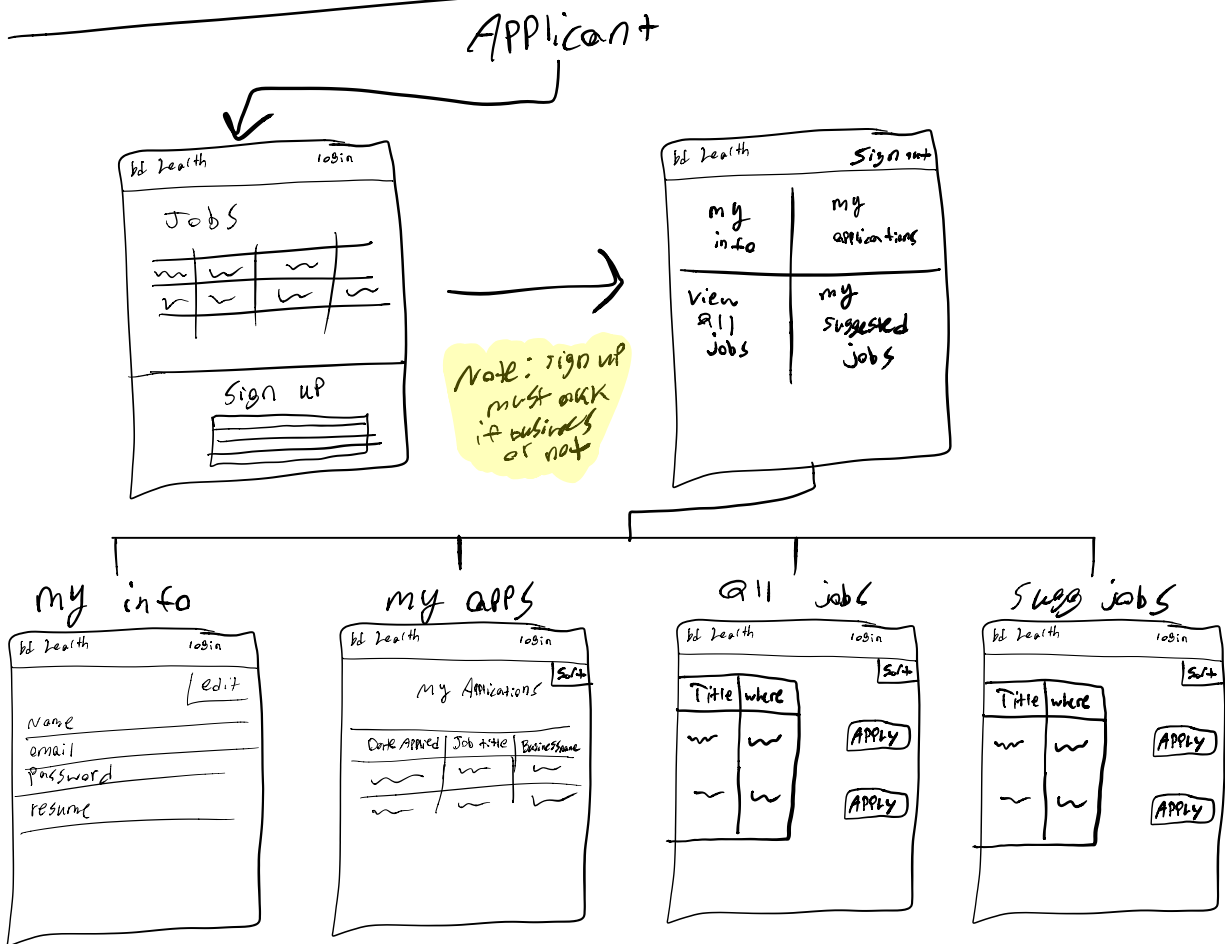 Applicant
bd Health login
Jobs
Sign up
Note: sign up
must ask
if business
or not
bd Health Sign out
my
info
my
applications
View
all
jobs
my
suggested
jobs
my info
bd Health login
edit
Name
email
password
resume
my apps
bd Health login
Sort
My Applications
Date Applied Job title Businessname
all jobs
bd Health login
Sort
Title where
APPLY
APPLY
sugg jobs
bd Health login
Sort
Title where
APPLY
APPLY